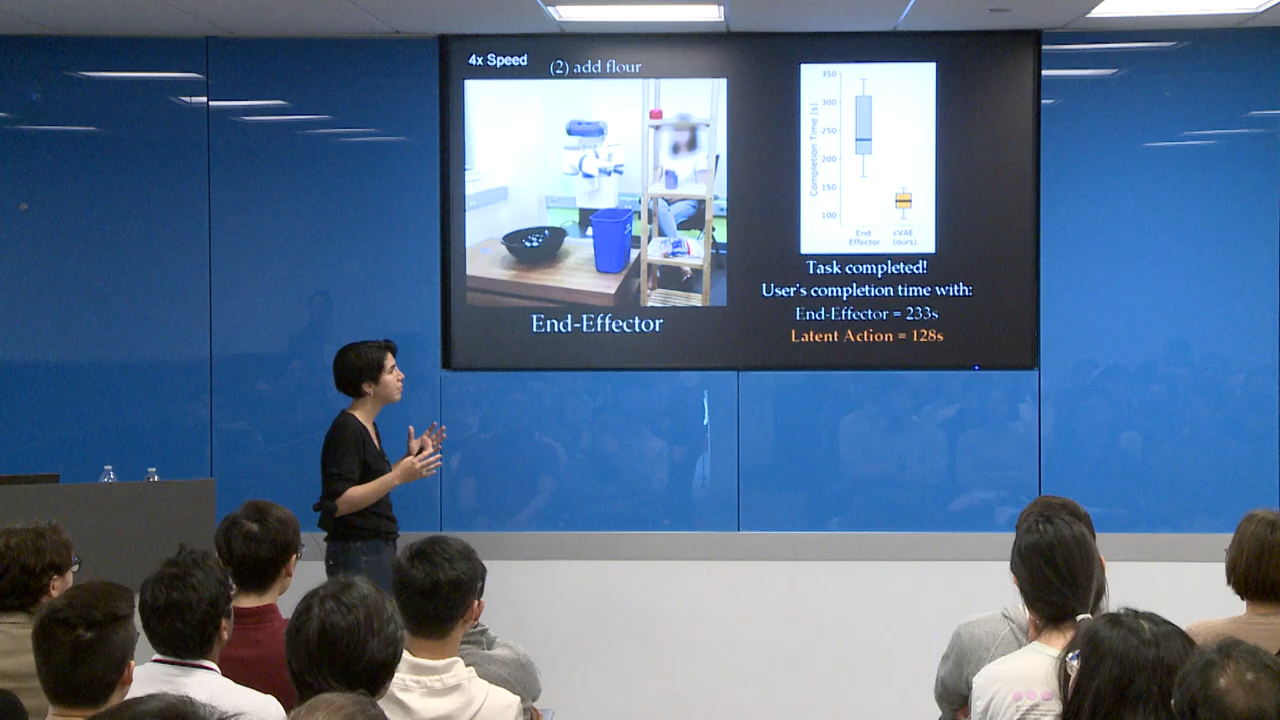 4x Speed
(2) add flour
End-Effector
Completion Time [s]
350
300
250
200
150
100
End
Effector
cVAE
(ours)
Task completed!
User's completion time with:
End-Effector = 233s
Latent Action = 128s